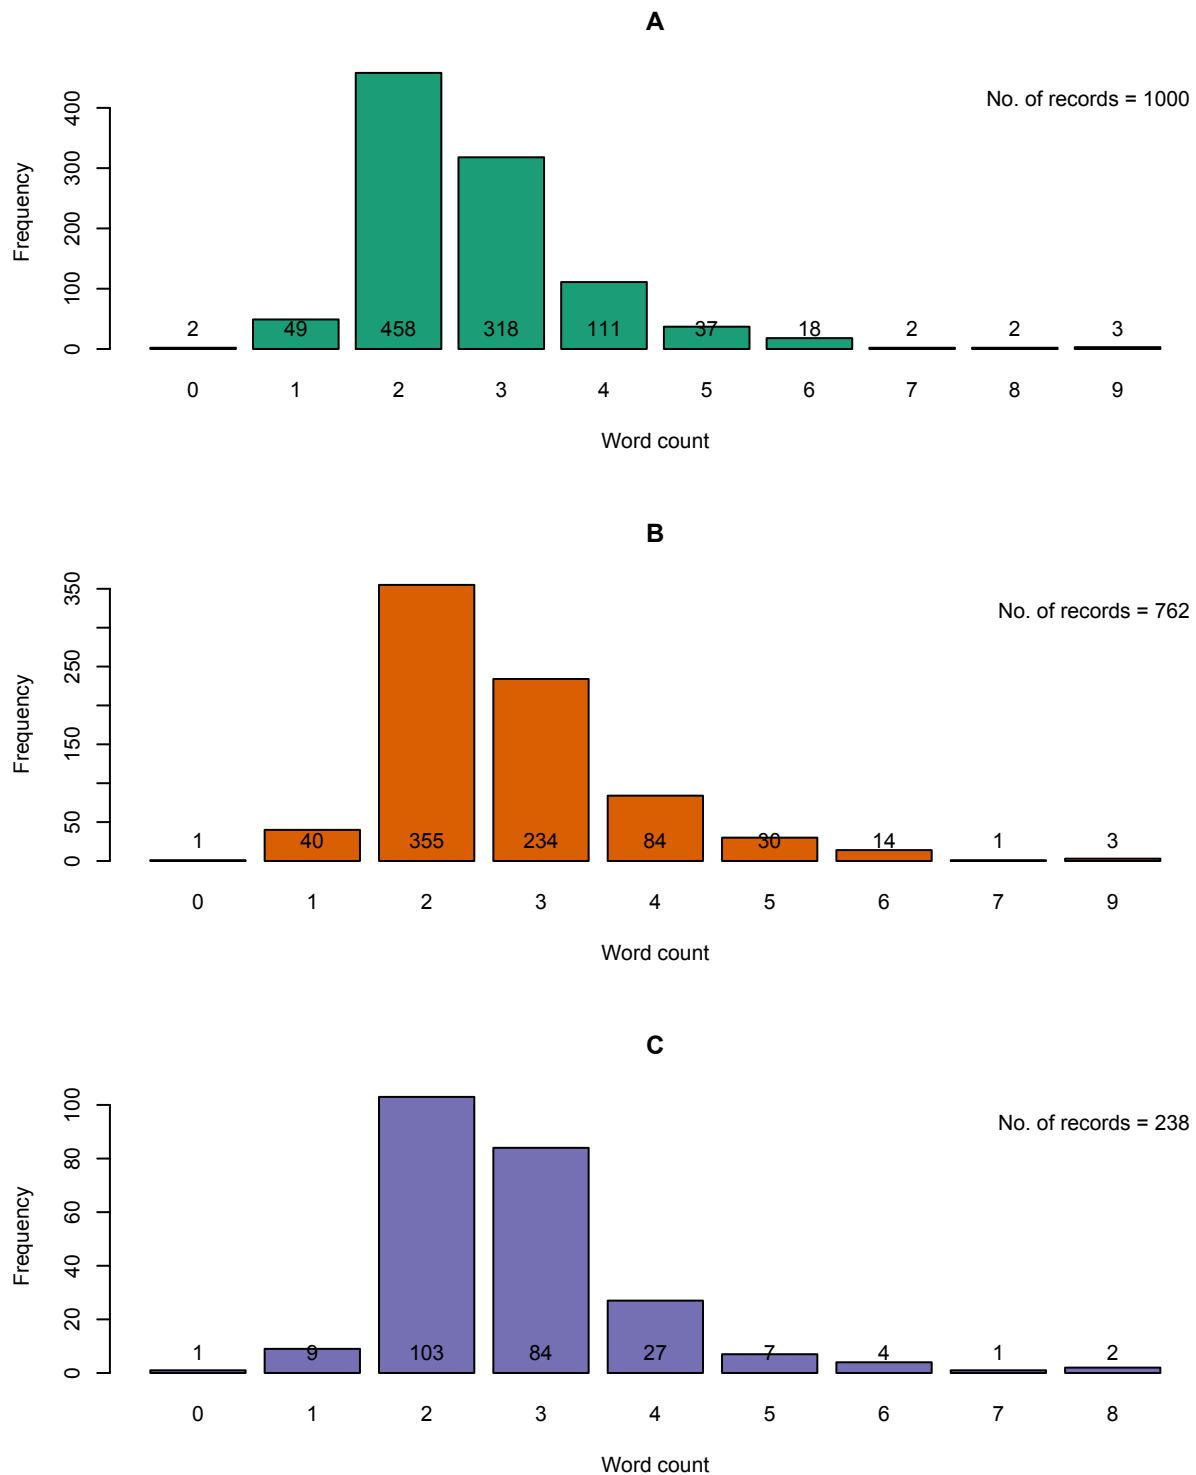 A
No. of records = 1000
Frequency
400
300
200
100
0
2 49 458 318 111 37 18 2 2 3
0 1 2 3 4 5 6 7 8 9
Word count
B
No. of records = 762
Frequency
350
250
150
50
0
1 40 355 234 84 30 14 1 3
0 1 2 3 4 5 6 7 9
Word count
C
No. of records = 238
Frequency
100
80
60
40
20
0
1 9 103 84 27 7 4 1 2
0 1 2 3 4 5 6 7 8
Word count